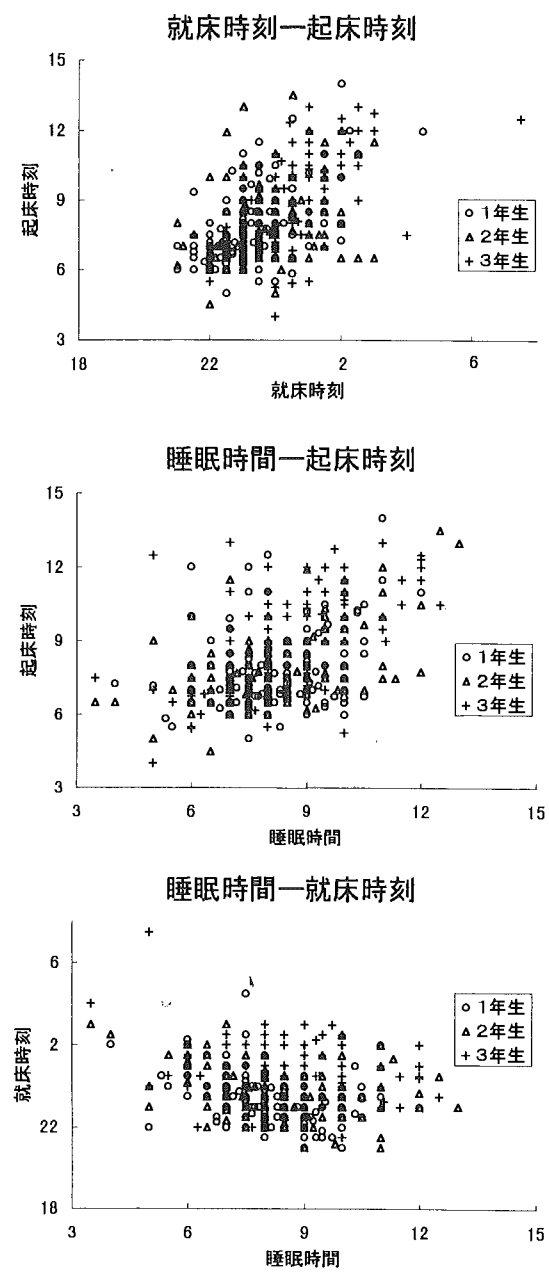 就床時刻―起床時刻
15
12
9
6
3
起床時刻
18 22 2 6
就床時刻
○ 1年生
△ 2年生
+ 3年生
睡眠時間―起床時刻
15
12
9
6
3
起床時刻
3 6 9 12 15
睡眠時間
○ 1年生
△ 2年生
+ 3年生
睡眠時間―就床時刻
6
2
22
18
就床時刻
3 6 9 12 15
睡眠時間
○ 1年生
△ 2年生
+ 3年生